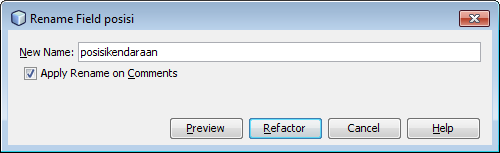 Rename Field posisi
New Name: posisikendaraan
Apply Rename on Comments
Preview Refactor Cancel Help